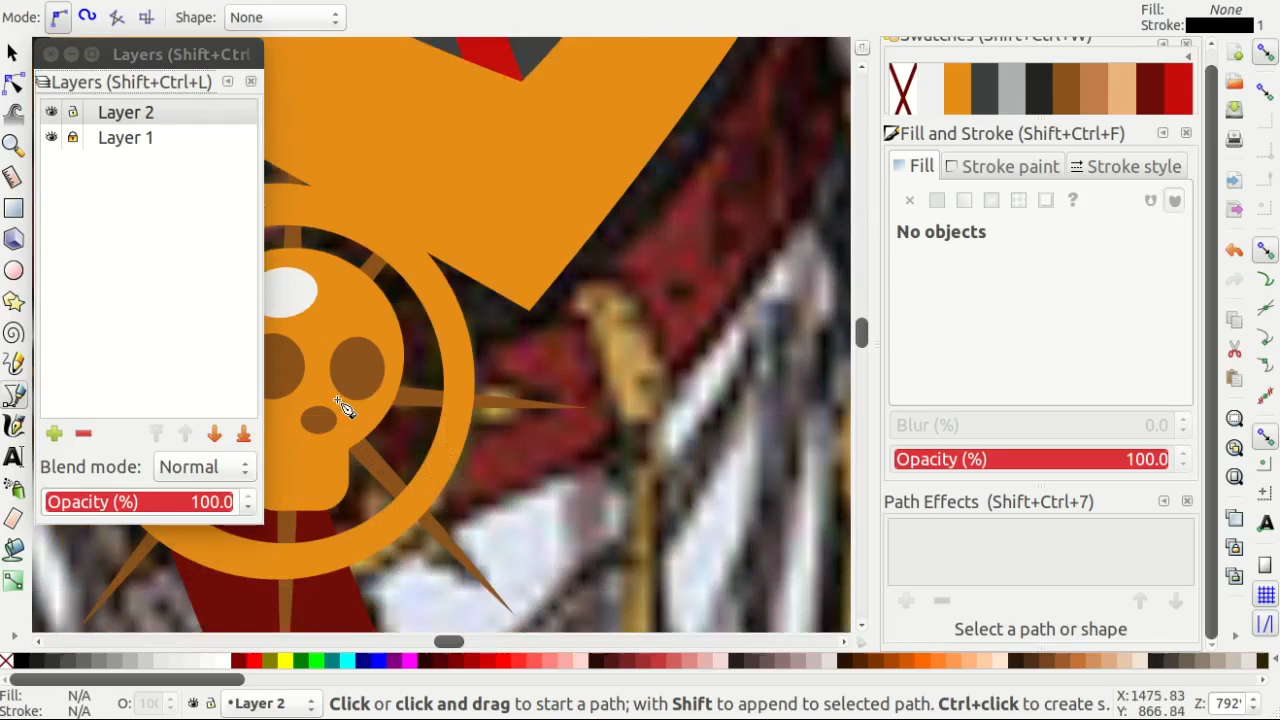 Mode:
Shape:
None
Fill:
None
Stroke:
1
Layers (Shift+Ctrl
Layers (Shift+Ctrl+L)
Layer 2
Layer 1
Blend mode:
Normal
Opacity (%)
100.0
Swatches (Shift+Ctrl+W)
Fill and Stroke (Shift+Ctrl+F)
Fill
Stroke paint
Stroke style
?
No objects
Blur (%)
0.0
Opacity (%)
100.0
Path Effects (Shift+Ctrl+7)
Select a path or shape
Fill:
N/A
Stroke:
N/A
O:
•Layer 2
Click or click and drag to start a path; with Shift to append to selected path. Ctrl+click to create s.
X:1475.83
Y: 866.84
Z: